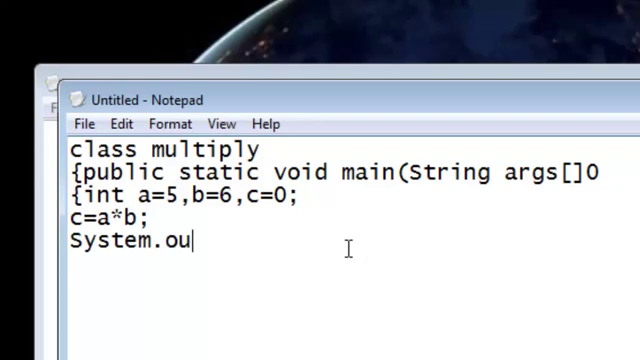 Untitled - Notepad
File Edit Format View Help
class multiply
{public static void main(String args[]0
{int a=5,b=6,c=0;
c=a*b;
System.ou